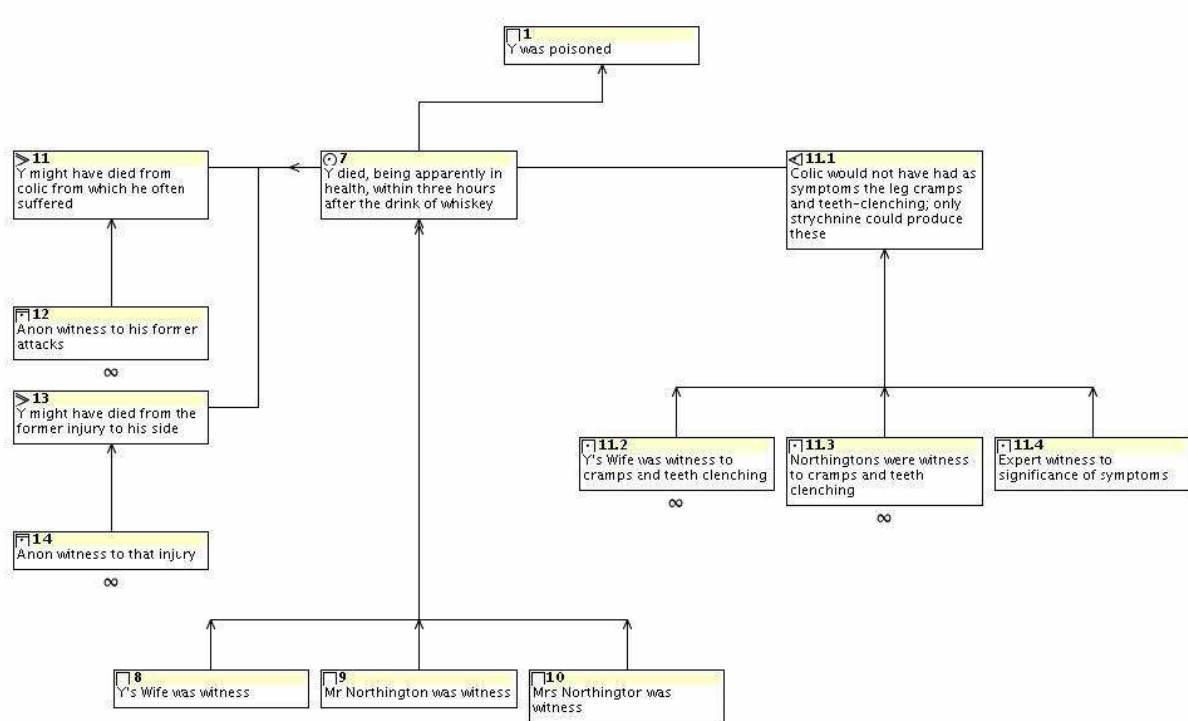 1
Y was poisoned
11
Y might have died from
colic from which he often
suffered
7
Y died, being apparently in
health, within three hours
after the drink of whiskey
11.1
Colic would not have had as
symptoms the leg cramps
and teeth-clenching; only
strychnine could produce
these
12
Anon witness to his former
attacks
∞
13
Y might have died from the
former injury to his side
11.2
Y's Wife was witness to
cramps and teeth clenching
∞
11.3
Northingtons were witness
to cramps and teeth
clenching
∞
11.4
Expert witness to
significance of symptoms
14
Anon witness to that injury
∞
8
Y's Wife was witness
9
Mr Northington was witness
10
Mrs Northingtor was
witness